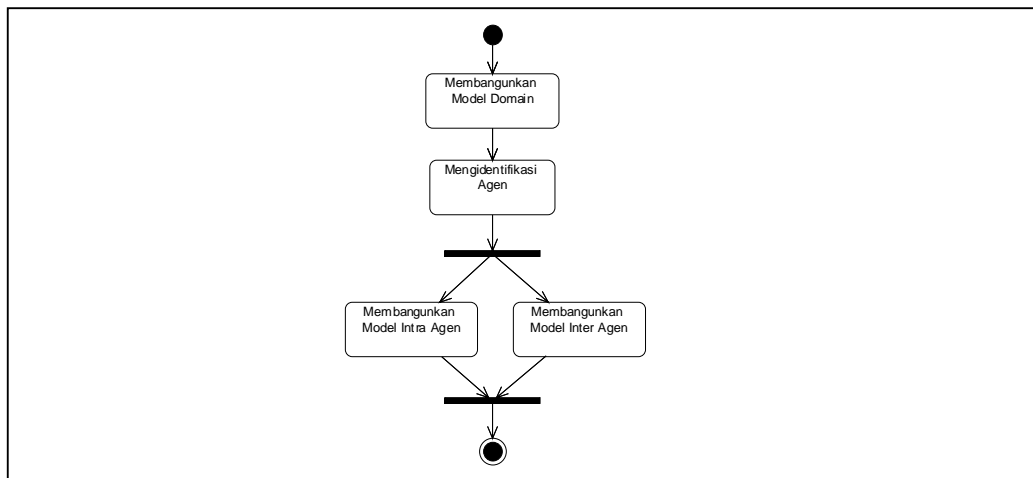 Membangunkan
Model Domain
Mengidentifikasi
Agen
Membangunkan
Model Intra Agen
Membangunkan
Model Inter Agen